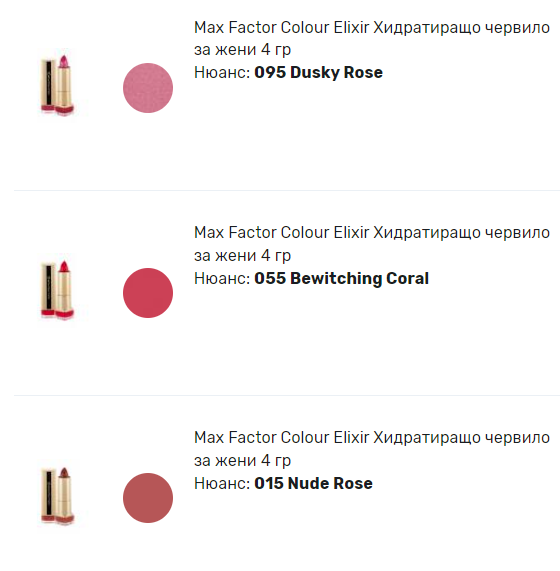 Max Factor Colour Elixir Хидратиращо червило
за жени 4 гр
Нюанс: 095 Dusky Rose
Max Factor Colour Elixir Хидратиращо червило
за жени 4 гр
Нюанс: 055 Bewitching Coral
Max Factor Colour Elixir Хидратиращо червило
за жени 4 гр
Нюанс: 015 Nude Rose